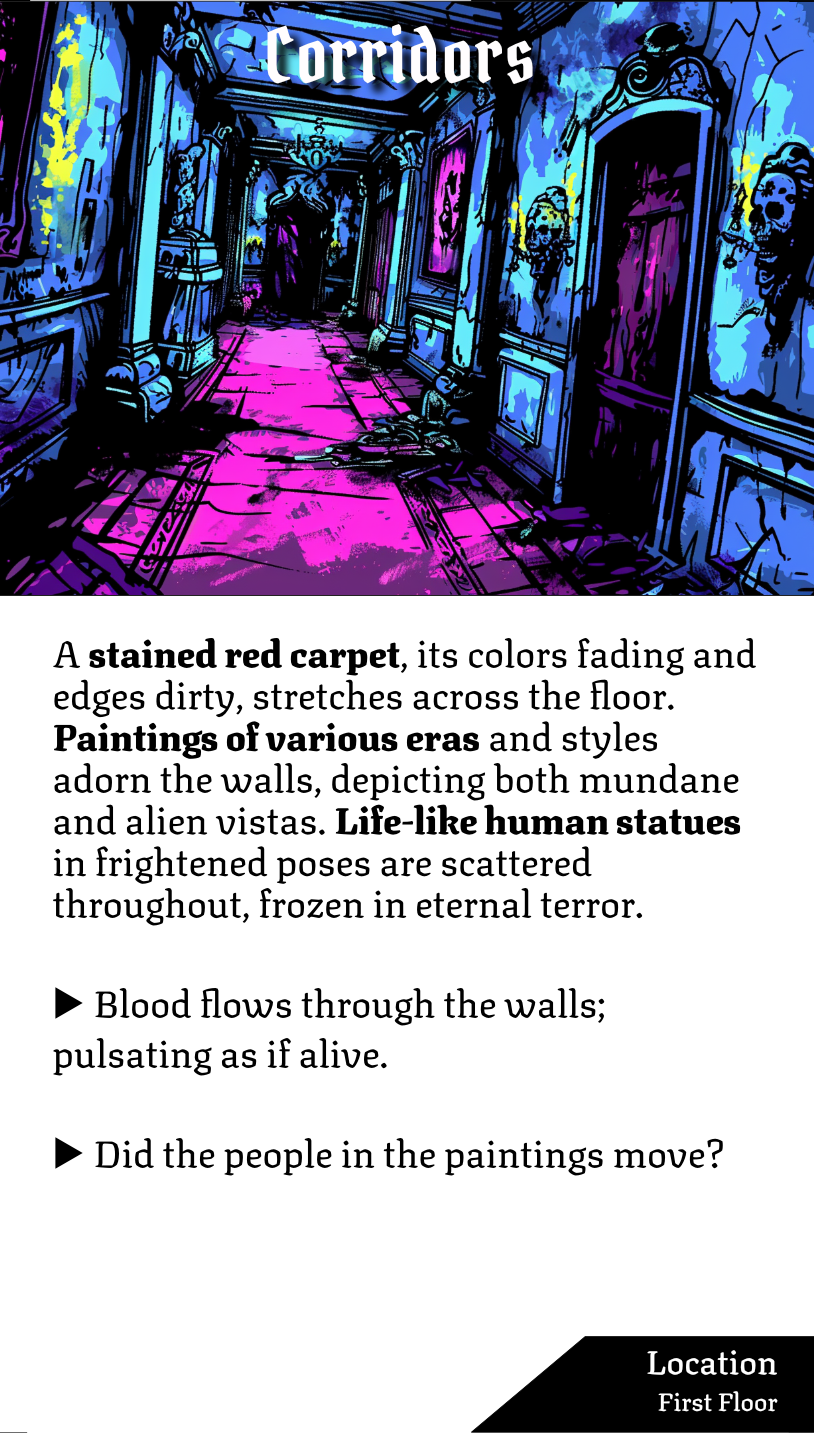 Corridors
A stained red carpet, its colors fading and
edges dirty, stretches across the floor.
Paintings of various eras and styles
adorn the walls, depicting both mundane
and alien vistas. Life-like human statues
in frightened poses are scattered
throughout, frozen in eternal terror.
▶ Blood flows through the walls;
pulsating as if alive.
▶ Did the people in the paintings move?
Location
First Floor